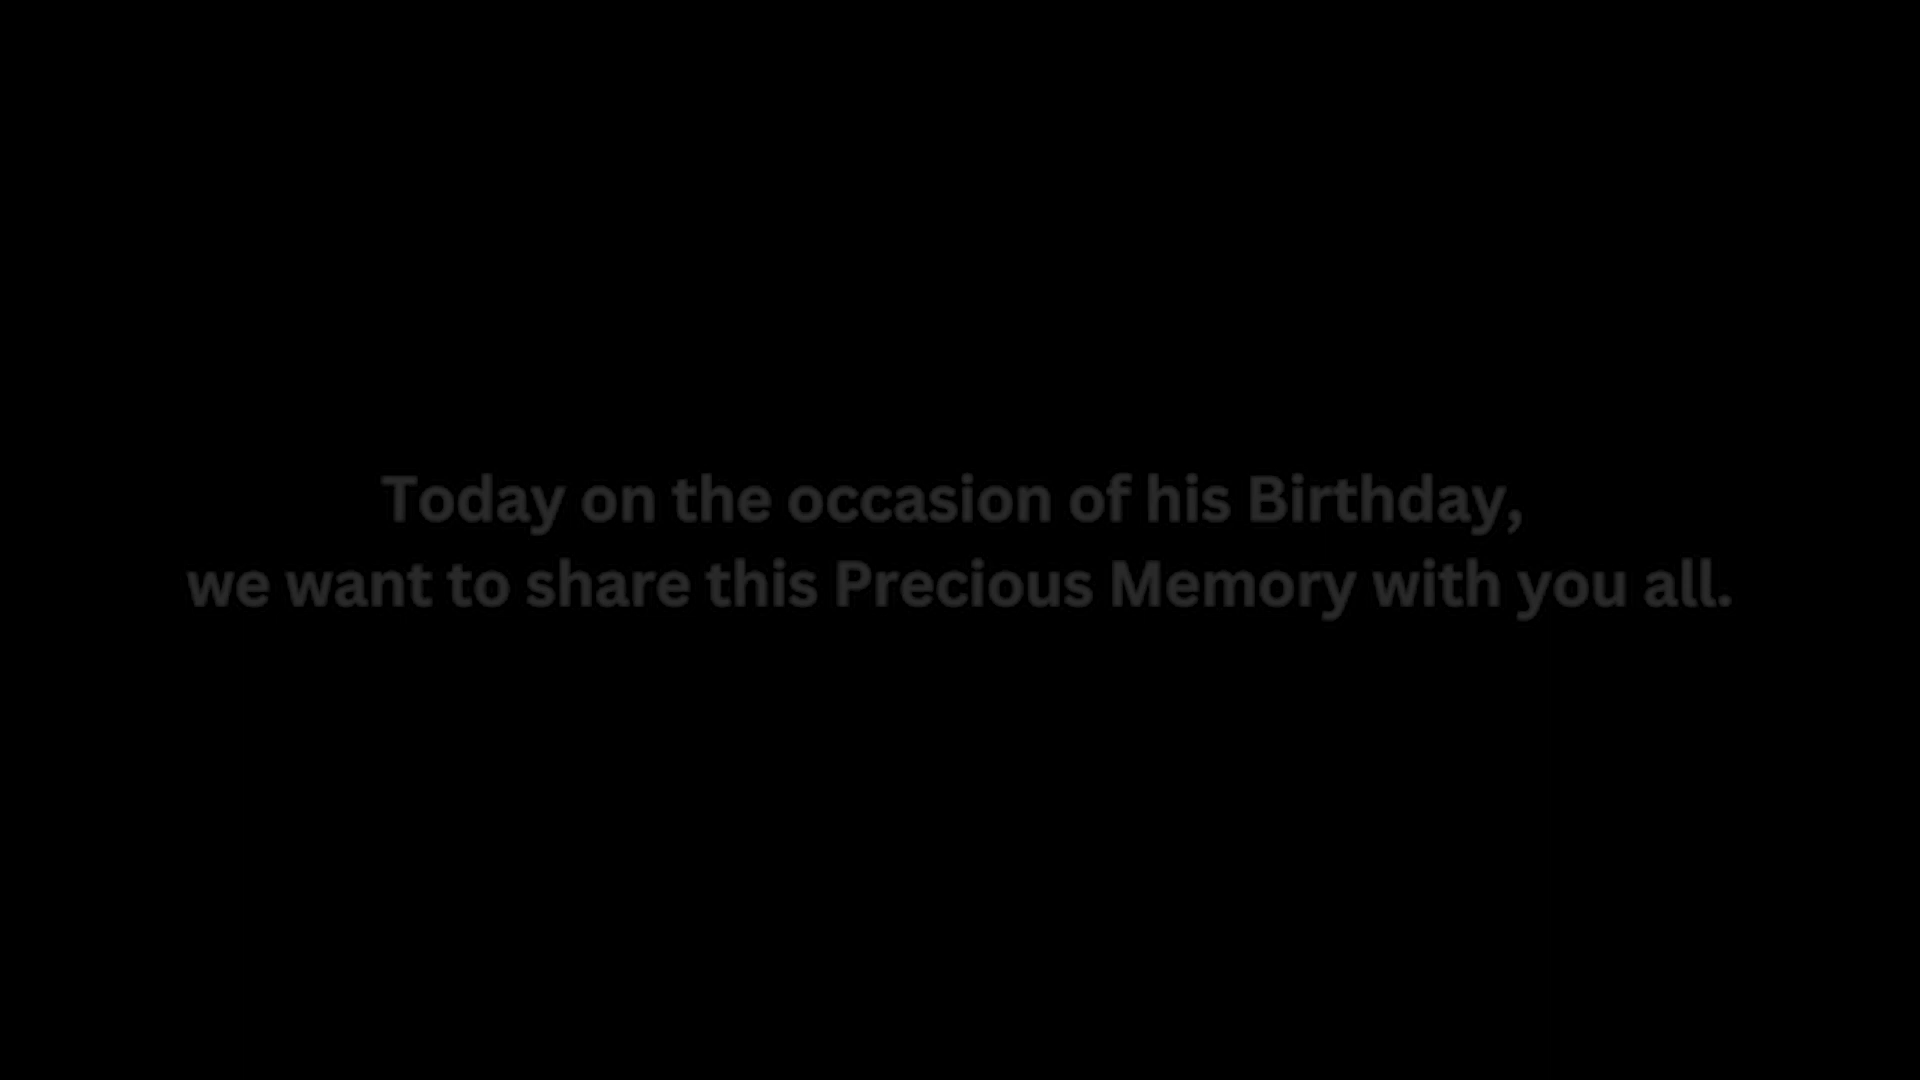 Today on the occasion of his Birthday,
we want to share this Precious Memory with you all.